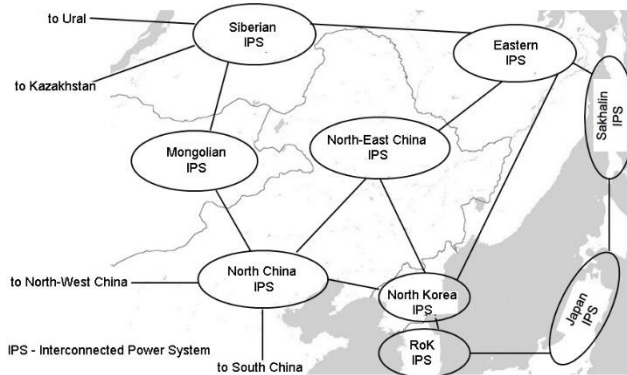 to Ural
Siberian
IPS
Eastern
IPS
to Kazakhstan
Sakhalin
IPS
Mongolian
IPS
North-East China
IPS
to North-West China
North China
IPS
North Korea
IPS
Japan
IPS
RoK
IPS
IPS - Interconnected Power System
to South China